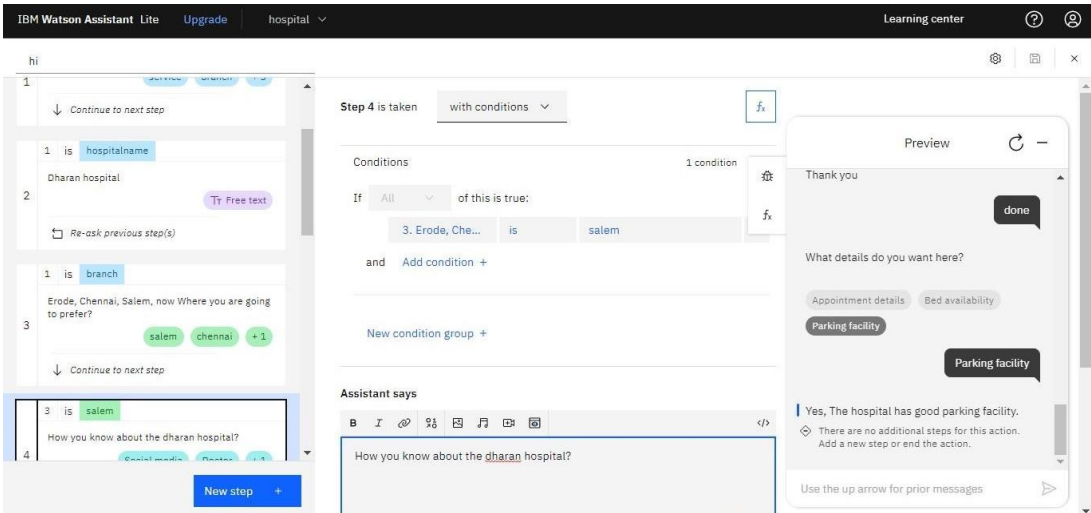 IBM Watson Assistant Lite Upgrade hospital Learning center
hi
1
service branch + 3
Continue to next step
1 is hospitalname
Dharan hospital
2
Tт Free text
Re-ask previous step(s)
1 is branch
Erode, Chennai, Salem, now Where you are going
to prefer?
3
salem chennai + 1
Continue to next step
3 is salem
How you know about the dharan hospital?
4
Social media Doctor + 1
New step +
Step 4 is taken with conditions fx
Conditions 1 condition
If All of this is true:
3. Erode, Che... is salem
and Add condition +
New condition group +
fx
Assistant says
B I </>
How you know about the dharan hospital?
Preview
Thank you
done
What details do you want here?
Appointment details Bed availability
Parking facility
Parking facility
Yes, The hospital has good parking facility.
There are no additional steps for this action.
Add a new step or end the action.
Use the up arrow for prior messages